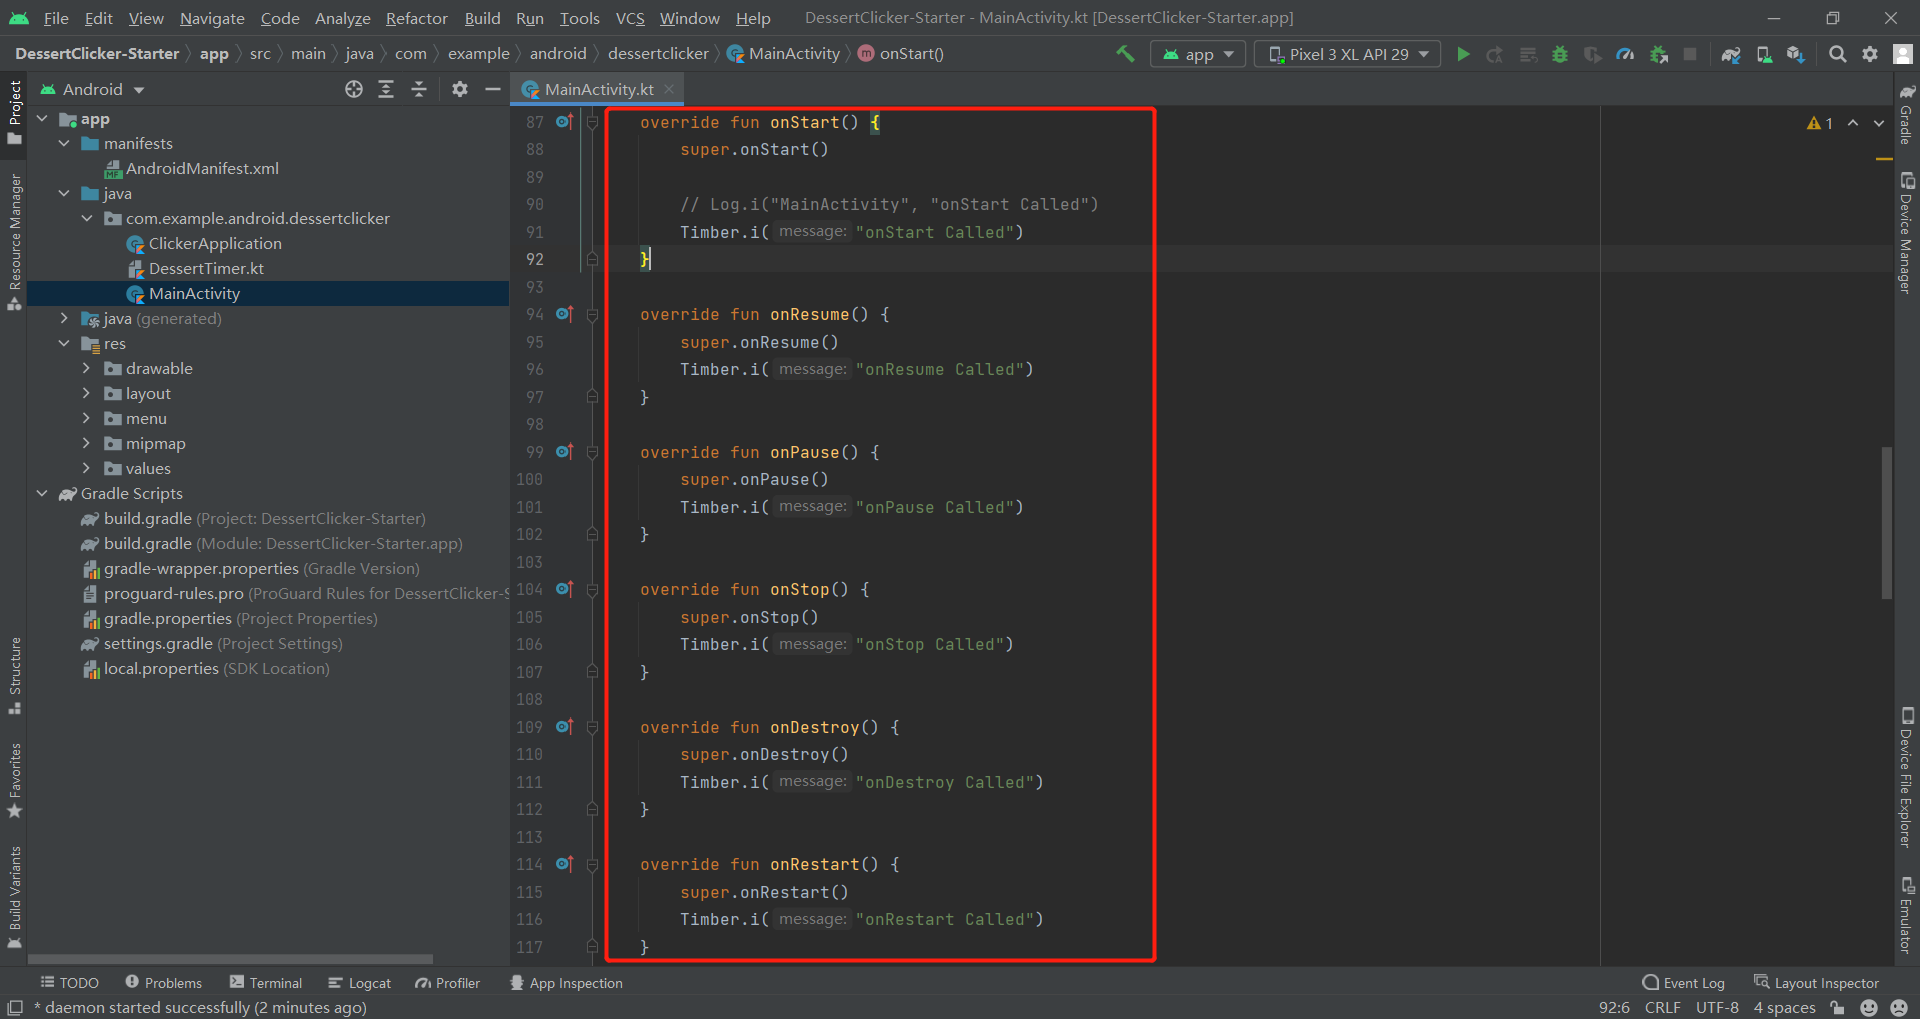 File Edit View Navigate Code Analyze Refactor Build Run Tools VCS Window Help DessertClicker-Starter - MainActivity.kt [DessertClicker-Starter.app]
DessertClicker-Starter app src main java com example android dessertclicker MainActivity m onStart() app Pixel 3 XL API 29
Project
Resource Manager
Structure
Favorites
Build Variants
Android
app
manifests
MF AndroidManifest.xml
java
com.example.android.dessertclicker
ClickerApplication
DessertTimer.kt
MainActivity
java (generated)
res
drawable
layout
menu
mipmap
values
Gradle Scripts
build.gradle (Project: DessertClicker-Starter)
build.gradle (Module: DessertClicker-Starter.app)
gradle-wrapper.properties (Gradle Version)
proguard-rules.pro (ProGuard Rules for DessertClicker-S
gradle.properties (Project Properties)
settings.gradle (Project Settings)
local.properties (SDK Location)
MainActivity.kt
1
87 override fun onStart() {
88 super.onStart()
89
90 // Log.i("MainActivity", "onStart Called")
91 Timber.i( message: "onStart Called")
92 }
93
94 override fun onResume() {
95 super.onResume()
96 Timber.i( message: "onResume Called")
97 }
98
99 override fun onPause() {
100 super.onPause()
101 Timber.i( message: "onPause Called")
102 }
103
104 override fun onStop() {
105 super.onStop()
106 Timber.i( message: "onStop Called")
107 }
108
109 override fun onDestroy() {
110 super.onDestroy()
111 Timber.i( message: "onDestroy Called")
112 }
113
114 override fun onRestart() {
115 super.onRestart()
116 Timber.i( message: "onRestart Called")
117 }
Gradle
Device Manager
Device File Explorer
Emulator
TODO Problems Terminal Logcat Profiler App Inspection Event Log Layout Inspector
* daemon started successfully (2 minutes ago) 92:6 CRLF UTF-8 4 spaces